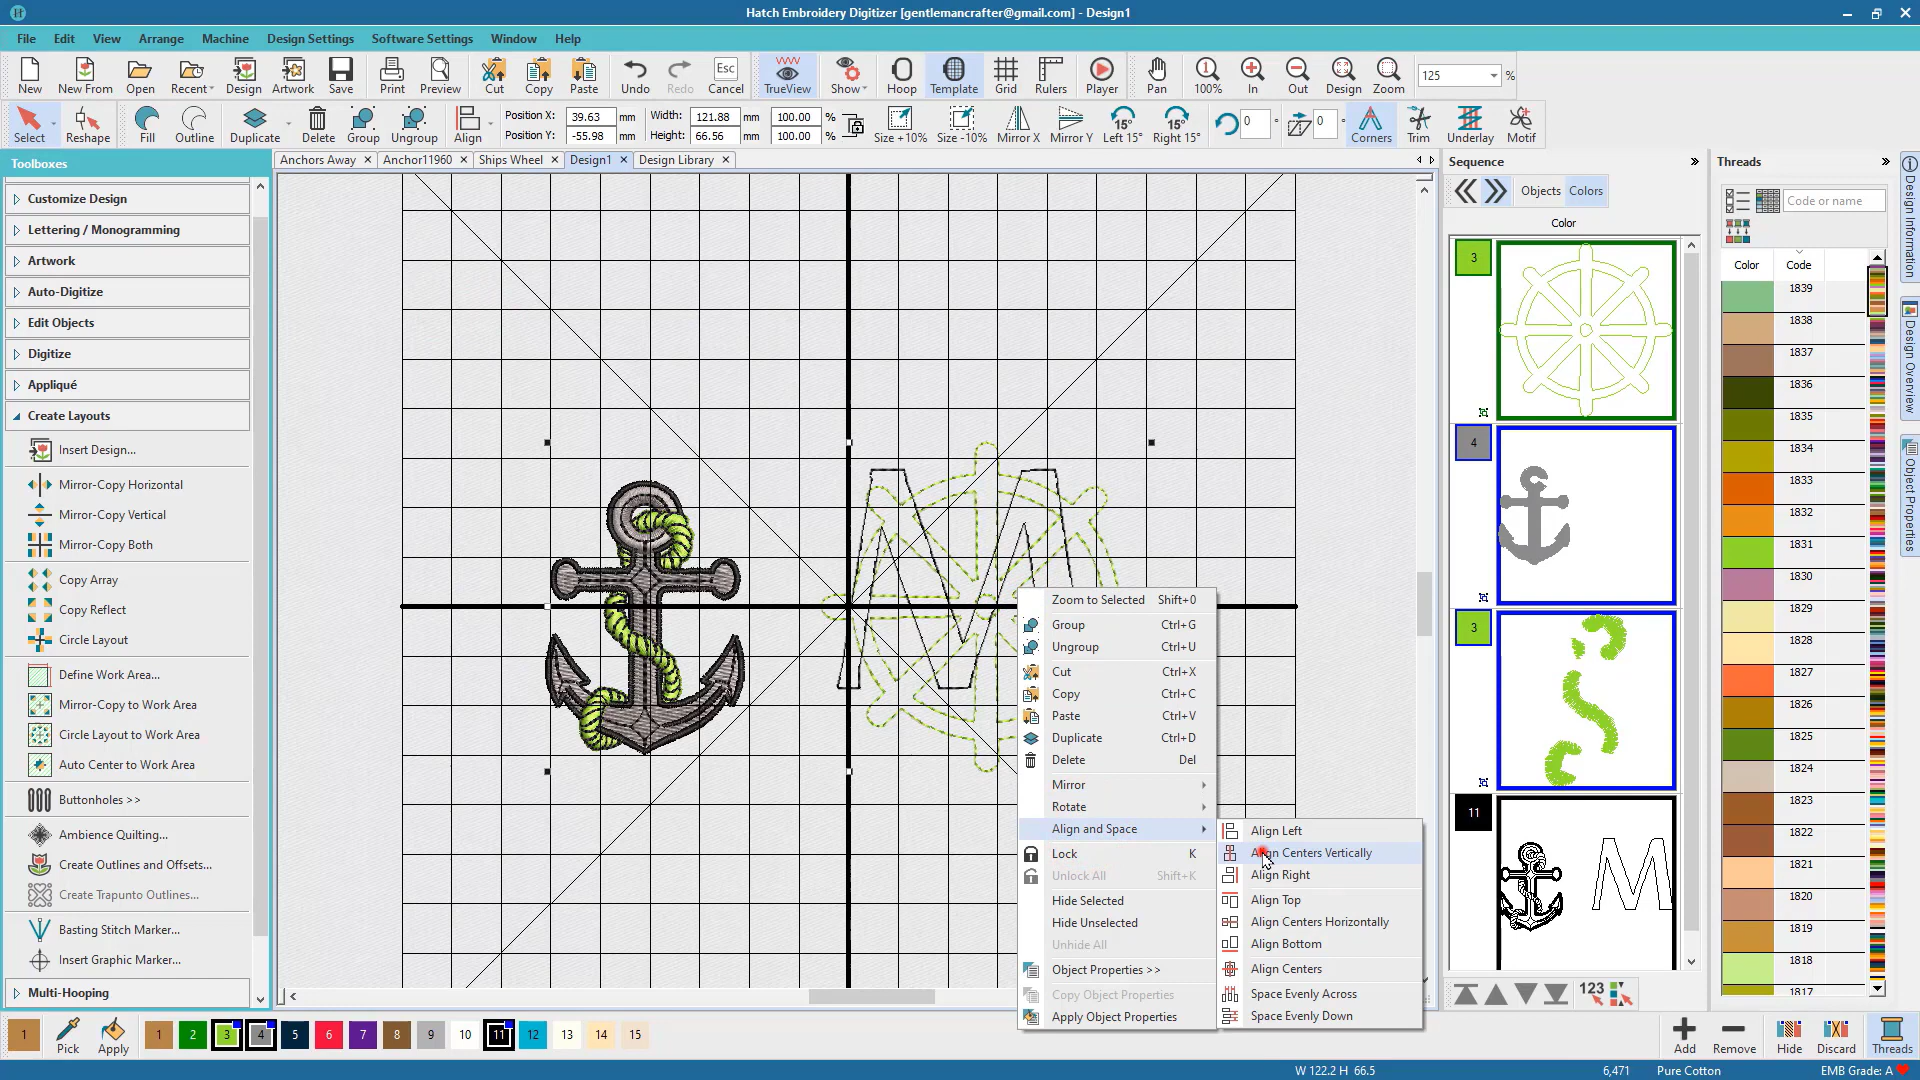 Hatch Embroidery Digitizer [gentlemancrafter@gmail.com] - Design1
File Edit View Arrange Machine Design Settings Software Settings Window Help
New New From Open Recent Design Artwork Save Print Preview Cut Copy Paste Undo Redo Esc Cancel TrueView Show Hoop Template Grid Rulers Player Pan 1 100% In Out Design Zoom 125 %
Select Reshape Fill Outline Duplicate Delete Group Ungroup Align
Position X: 39.63 mm Width: 121.88 mm 100.00 %
Position Y: -55.98 mm Height: 66.56 mm 100.00 %
Size +10% Size -10% Mirror X Mirror Y 15° Left 15° 15° Right 15° 0 ° 0 ° Corners Trim Underlay Motif
Toolboxes
Customize Design
Lettering / Monogramming
Artwork
Auto-Digitize
Edit Objects
Digitize
Appliqué
Create Layouts
Insert Design...
Mirror-Copy Horizontal
Mirror-Copy Vertical
Mirror-Copy Both
Copy Array
Copy Reflect
Circle Layout
Define Work Area...
Mirror-Copy to Work Area
Circle Layout to Work Area
Auto Center to Work Area
Buttonholes >>
Ambience Quilting...
Create Outlines and Offsets...
Create Trapunto Outlines...
Basting Stitch Marker...
Insert Graphic Marker...
Multi-Hooping
Anchors Away Anchor11960 Ships Wheel Design1 Design Library
M
Zoom to Selected Shift+0
Group Ctrl+G
Ungroup Ctrl+U
Cut Ctrl+X
Copy Ctrl+C
Paste Ctrl+V
Duplicate Ctrl+D
Delete Del
Mirror
Rotate
Align and Space
Lock K
Unlock All Shift+K
Hide Selected
Hide Unselected
Unhide All
Object Properties >>
Copy Object Properties
Apply Object Properties
Align Left
Align Centers Vertically
Align Right
Align Top
Align Centers Horizontally
Align Bottom
Align Centers
Space Evenly Across
Space Evenly Down
Sequence
Objects Colors
Color
3
4
3
11
M
123
Threads
Code or name
Color Code
1839
1838
1837
1836
1835
1834
1833
1832
1831
1830
1829
1828
1827
1826
1825
1824
1823
1822
1821
1820
1819
1818
1817
Design Information
Design Overview
Object Properties
1 Pick Apply 1 2 3 4 5 6 7 8 9 10 11 12 13 14 15
Add Remove Hide Discard Threads
W 122.2 H 66.5 6,471 Pure Cotton EMB Grade: A